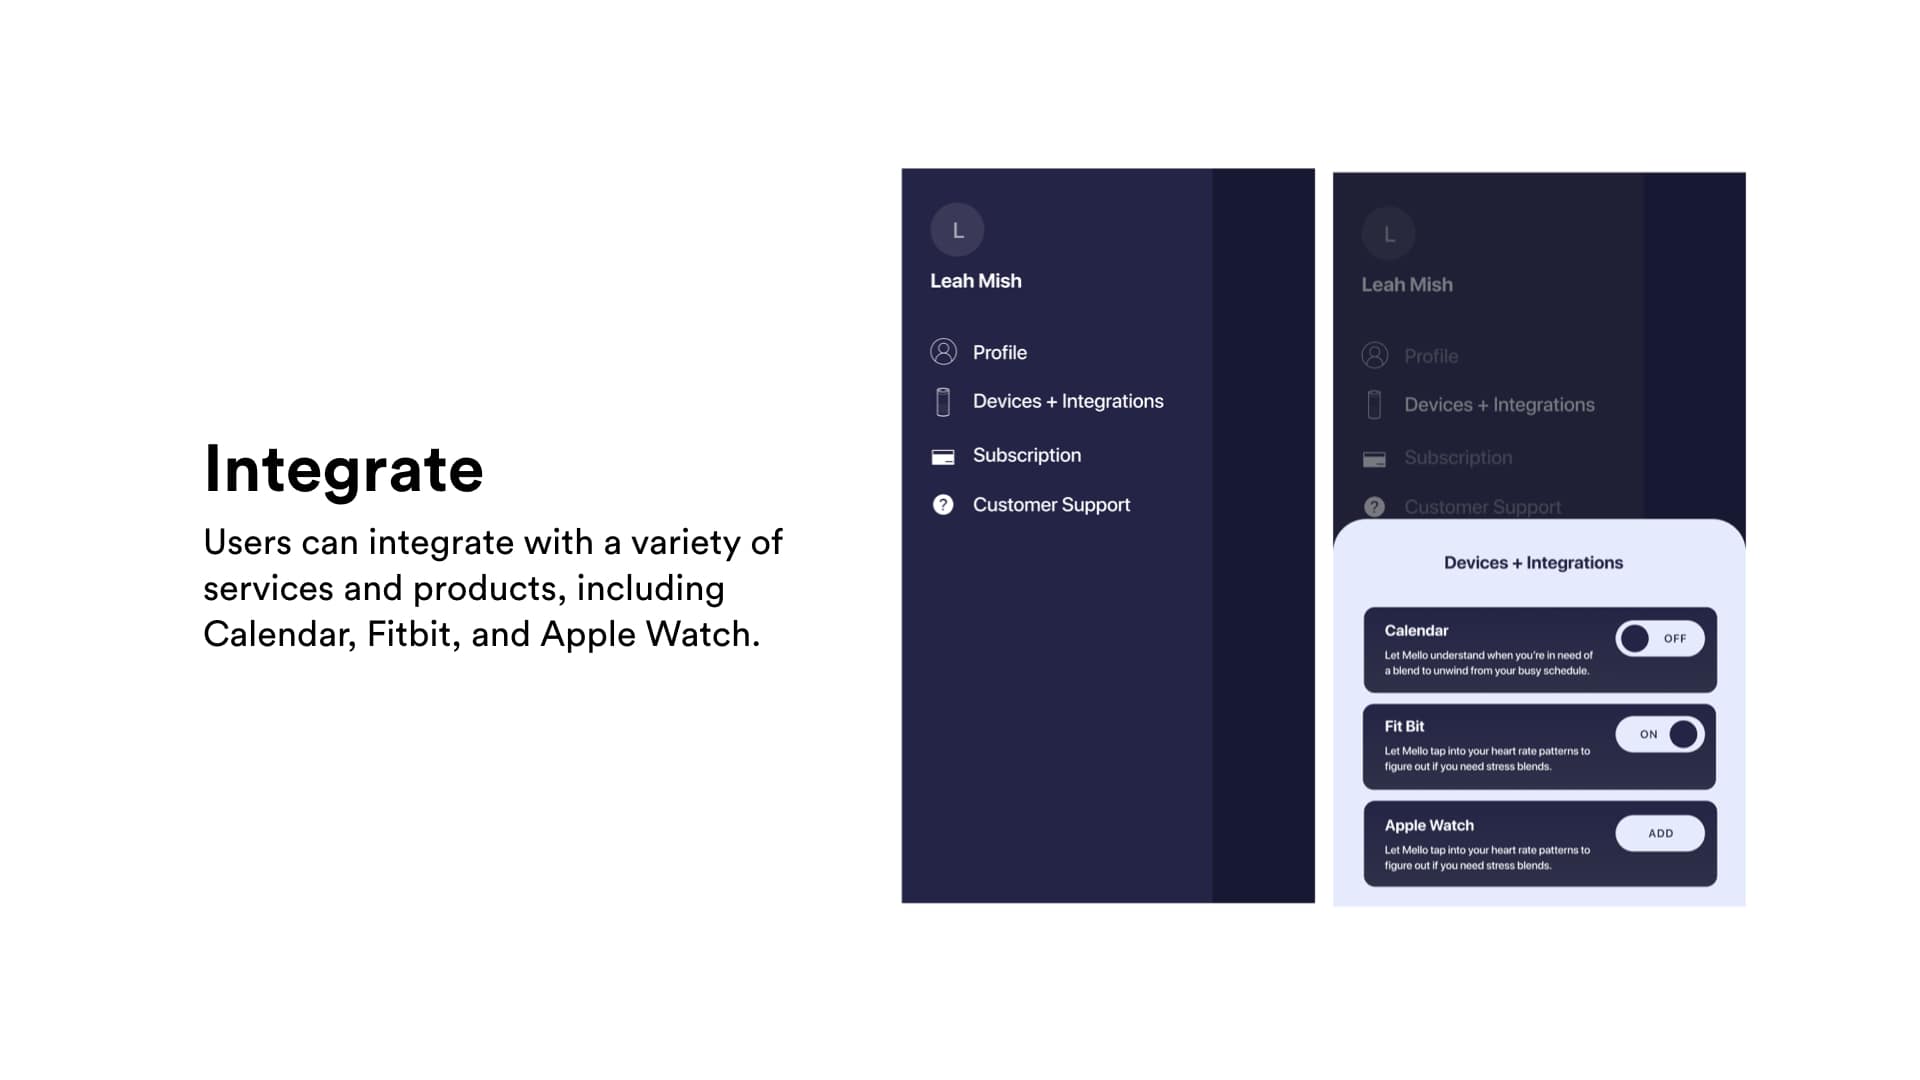 Integrate
Users can integrate with a variety of
services and products, including
Calendar, Fitbit, and Apple Watch.
L
Leah Mish
Profile
Devices + Integrations
Subscription
? Customer Support
L
Leah Mish
Profile
Devices + Integrations
Subscription
? Customer Support
Devices + Integrations
Calendar
OFF
Let Mello understand when you're in need of
a blend to unwind from your busy schedule.
Fit Bit
ON
Let Mello tap into your heart rate patterns to
figure out if you need stress blends.
Apple Watch
ADD
Let Mello tap into your heart rate patterns to
figure out if you need stress blends.